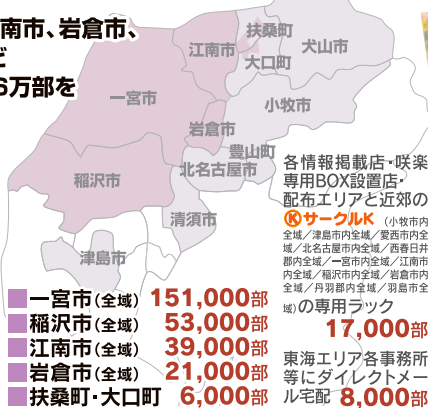 南市、岩倉市、
ど
6万部を
扶桑町
江南市
犬山市
大口町
一宮市
小牧市
岩倉市
豊山町
稲沢市
北名古屋市
清須市
津島市
各情報掲載店・咲楽
専用BOX設置店・
配布エリアと近郊の
ⓀサークルK（小牧市内
全域／津島市内全域／愛西市内全
域／北名古屋市内全域／西春日井
郡内全域／一宮市内全域／江南市
内全域／稲沢市内全域／岩倉市内
全域／丹羽郡内全域／羽島市全
域）の専用ラック
17,000部
東海エリア各事務所
等にダイレクトメー
ル宅配 8,000部
一宮市（全域） 151,000部
稲沢市（全域） 53,000部
江南市（全域） 39,000部
岩倉市（全域） 21,000部
扶桑町・大口町 6,000部